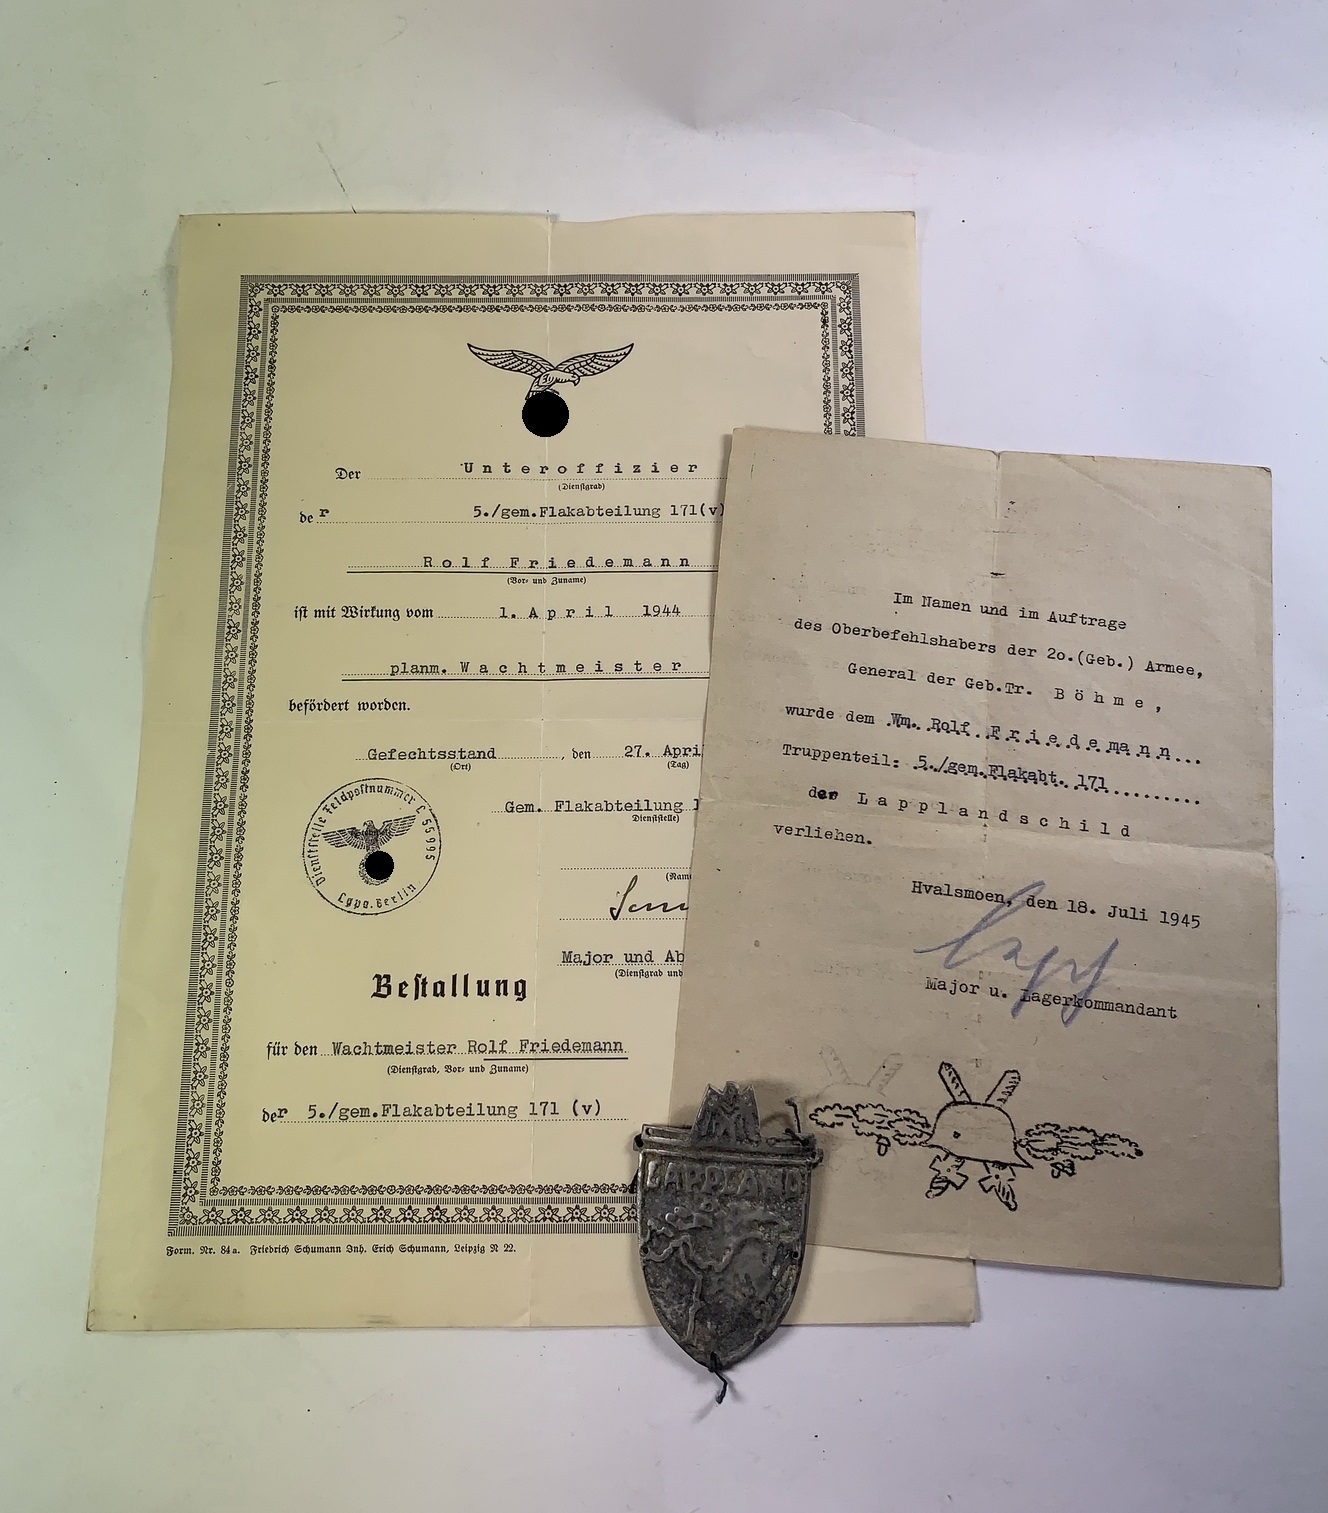 Der Unteroffizier
(Dienstgrad)
der 5./gem.Flakabteilung 171(v)
Rolf Friedemann
(Vor= und Zuname)
ist mit Wirkung vom 1. April 1944
planm. Wachtmeister
befördert worden.
Gefechtsstand, den 27. April
(Ort) (Tag)
Gem. Flakabteilung
Dienststelle)
Major und
(Dienstgrad und
Dienststelle Feldpostnummer L 55995
Lgpa. Berlin
Bestallung
für den Wachtmeister Rolf Friedemann
(Dienstgrad, Vor= und Zuname)
der 5./gem.Flakabteilung 171 (v)
Form. Nr. 84a. Friedrich Schumann Inh. Erich Schumann, Leipzig N 22.
Im Namen und im Auftrage
des Oberbefehlshabers der 2o.(Geb.) Armee,
General der Geb.Tr. Böhme,
wurde dem Wm. Rolf Friedemann...
Truppenteil: 5./gem.Flakabt. 171.........
der Lapplandschild
verliehen.
Hvalsmoen, den 18. Juli 1945
Major u. Lagerkommandant
LAPPLAND